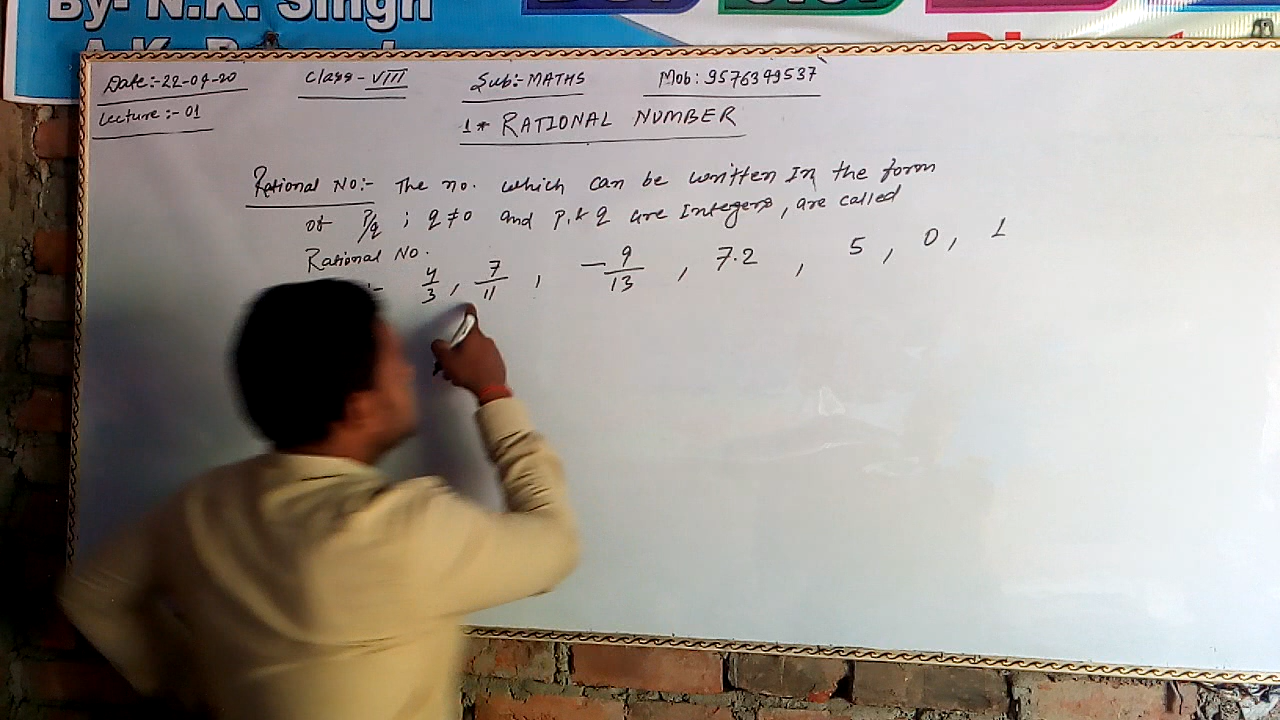 By- N.K. Singh
Date:-22-04-20 Class-VIII Sub:-MATHS Mob:9576399537
Lecture:-01
1* RATIONAL NUMBER
Rational No:- The no. which can be written In the form
of P/q ; q≠0 and p & q are Integers, are called
Rational No.
4/3, 7/11, -9/13, 7.2, 5, 0, 1